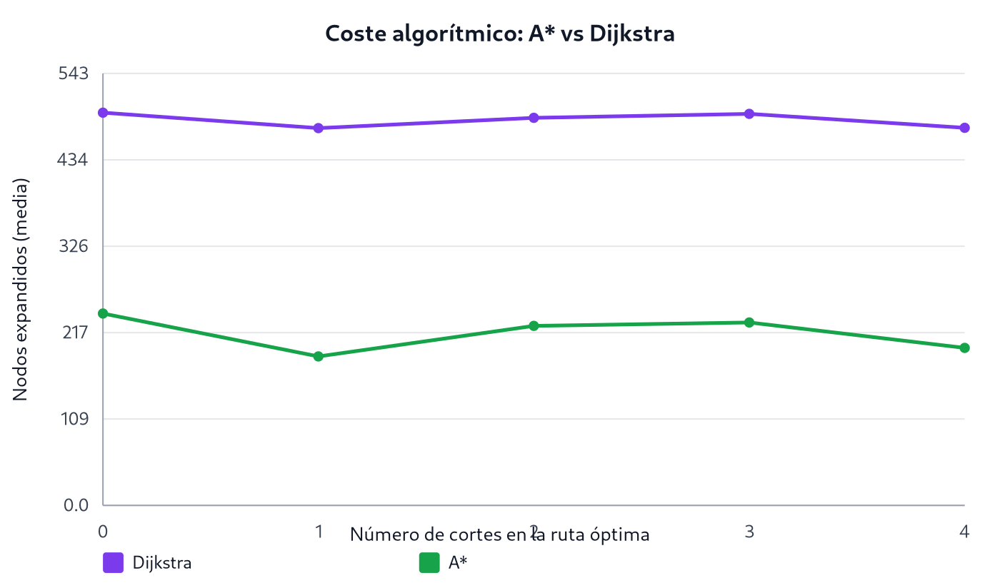 Coste algorítmico: A* vs Dijkstra
Nodos expandidos (media)
543
434
326
217
109
0.0
0 1 2 3 4
Número de cortes en la ruta óptima
Dijkstra A*